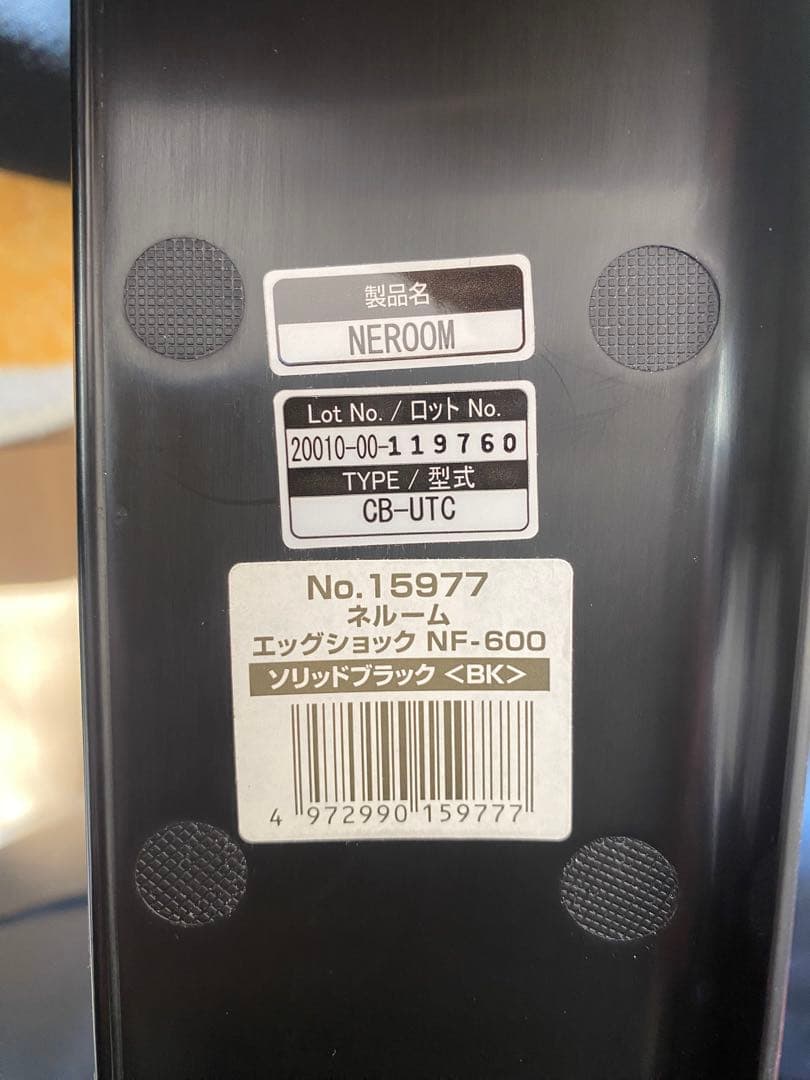 製品名
NEROOM
Lot No. / ロット No.
20010-00-119760
TYPE / 型式
CB-UTC
No.15977
ネルーム
エッグショック NF-600
ソリッドブラック <BK>
4 972990 159777